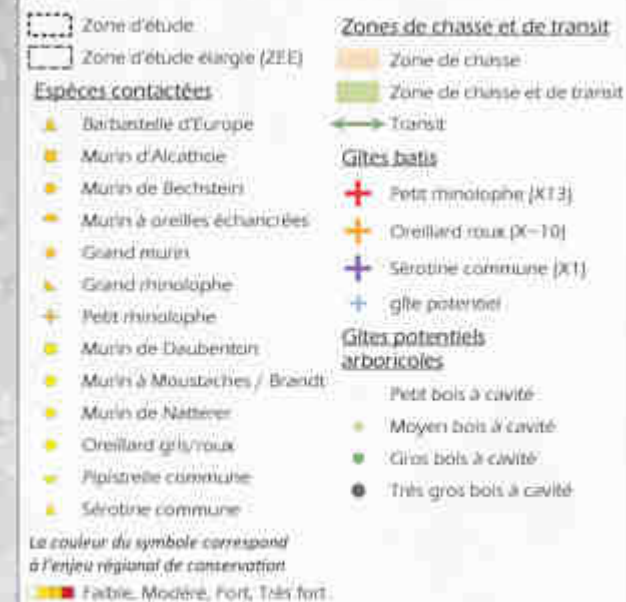 Zone d'étude
Zone d'étude élargie (ZEE)
Espèces contactées
Barbastelle d'Europe
Murin d'Alcathoe
Murin de Bechstein
Murin à oreilles échancrées
Grand murin
Grand rhinolophe
Petit rhinolophe
Murin de Daubenton
Murin à Moustaches / Brandt
Murin de Natterer
Oreillard gris/roux
Pipistrelle commune
Sérotine commune
La couleur du symbole correspond
à l'enjeu régional de conservation
Faible, Modéré, Fort, Très fort
Zones de chasse et de transit
Zone de chasse
Zone de chasse et de transit
Transit
Gîtes batis
Petit rhinolophe (X13)
Oreillard roux (X~10)
Sérotine commune (X1)
gîte potentiel
Gîtes potentiels
arboricoles
Petit bois à cavité
Moyen bois à cavité
Gros bois à cavité
Très gros bois à cavité